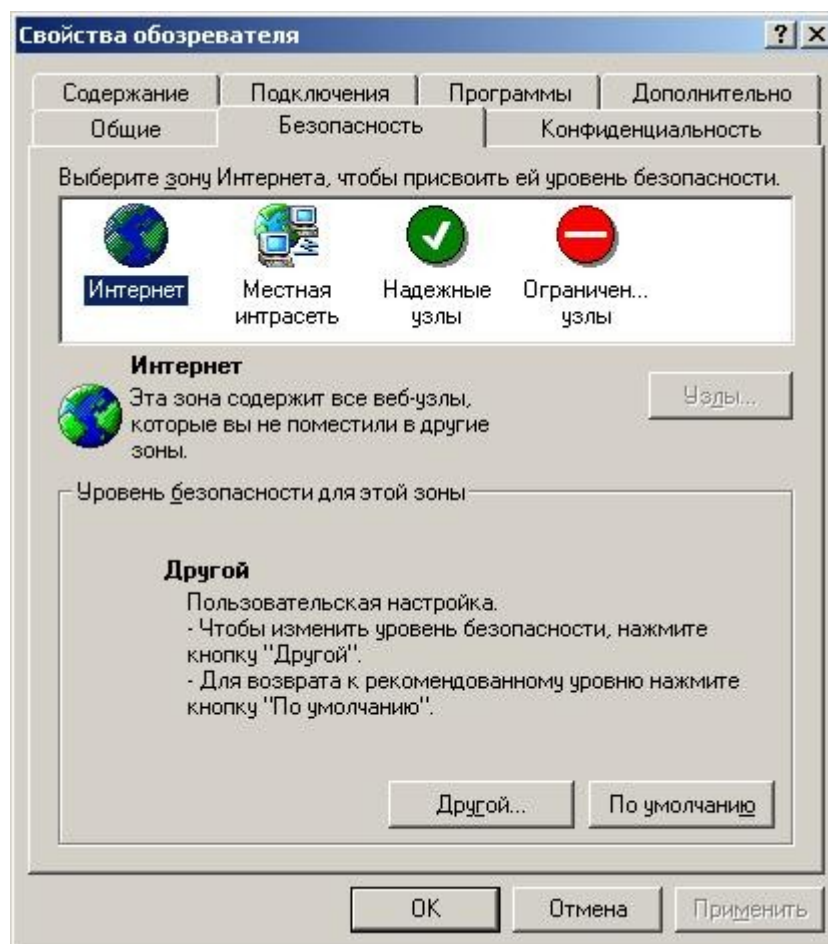 Свойства обозревателя
Содержание Подключения Программы Дополнительно
Общие Безопасность Конфиденциальность
Выберите зону Интернета, чтобы присвоить ей уровень безопасности.
Интернет Местная интрасеть Надежные узлы Ограничен... узлы
Интернет
Эта зона содержит все веб-узлы,
которые вы не поместили в другие
зоны.
Узлы...
Уровень безопасности для этой зоны
Другой
Пользовательская настройка.
- Чтобы изменить уровень безопасности, нажмите
кнопку "Другой".
- Для возврата к рекомендованному уровню нажмите
кнопку "По умолчанию".
Другой... По умолчанию
OK Отмена Применить